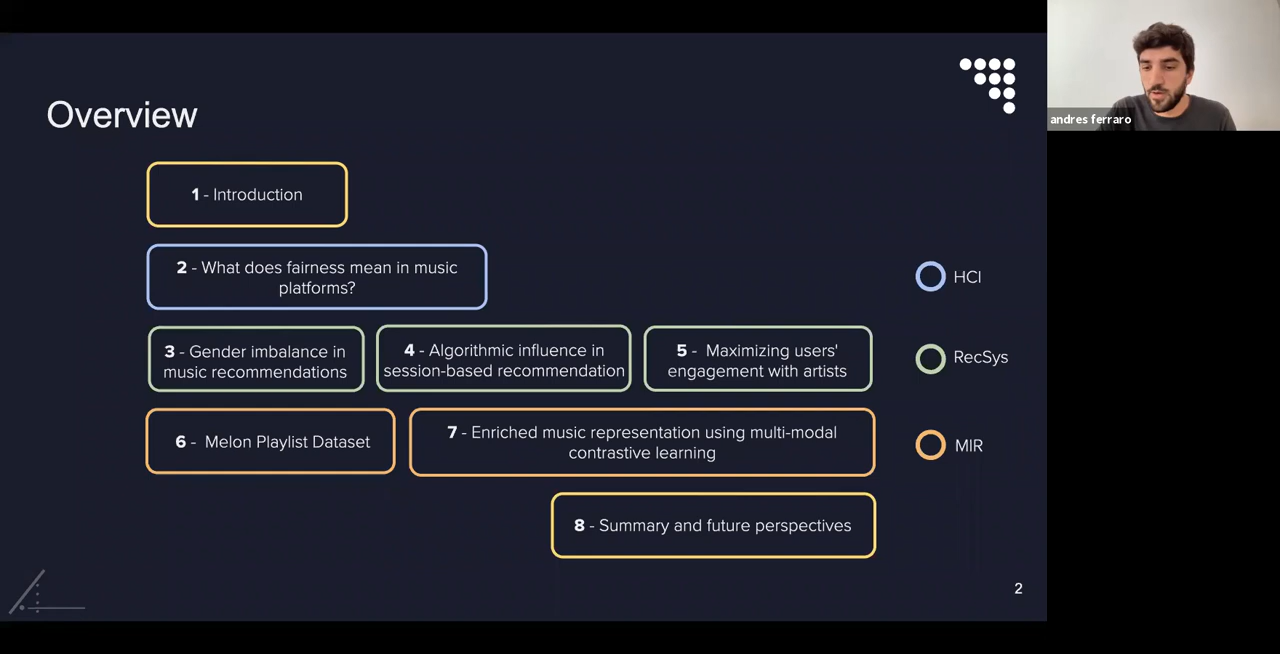 Overview
andres ferraro
1 - Introduction
2 - What does fairness mean in music
platforms?
HCI
3 - Gender imbalance in
music recommendations
4 - Algorithmic influence in
session-based recommendation
5 - Maximizing users'
engagement with artists
RecSys
6 - Melon Playlist Dataset
7 - Enriched music representation using multi-modal
contrastive learning
MIR
8 - Summary and future perspectives
2